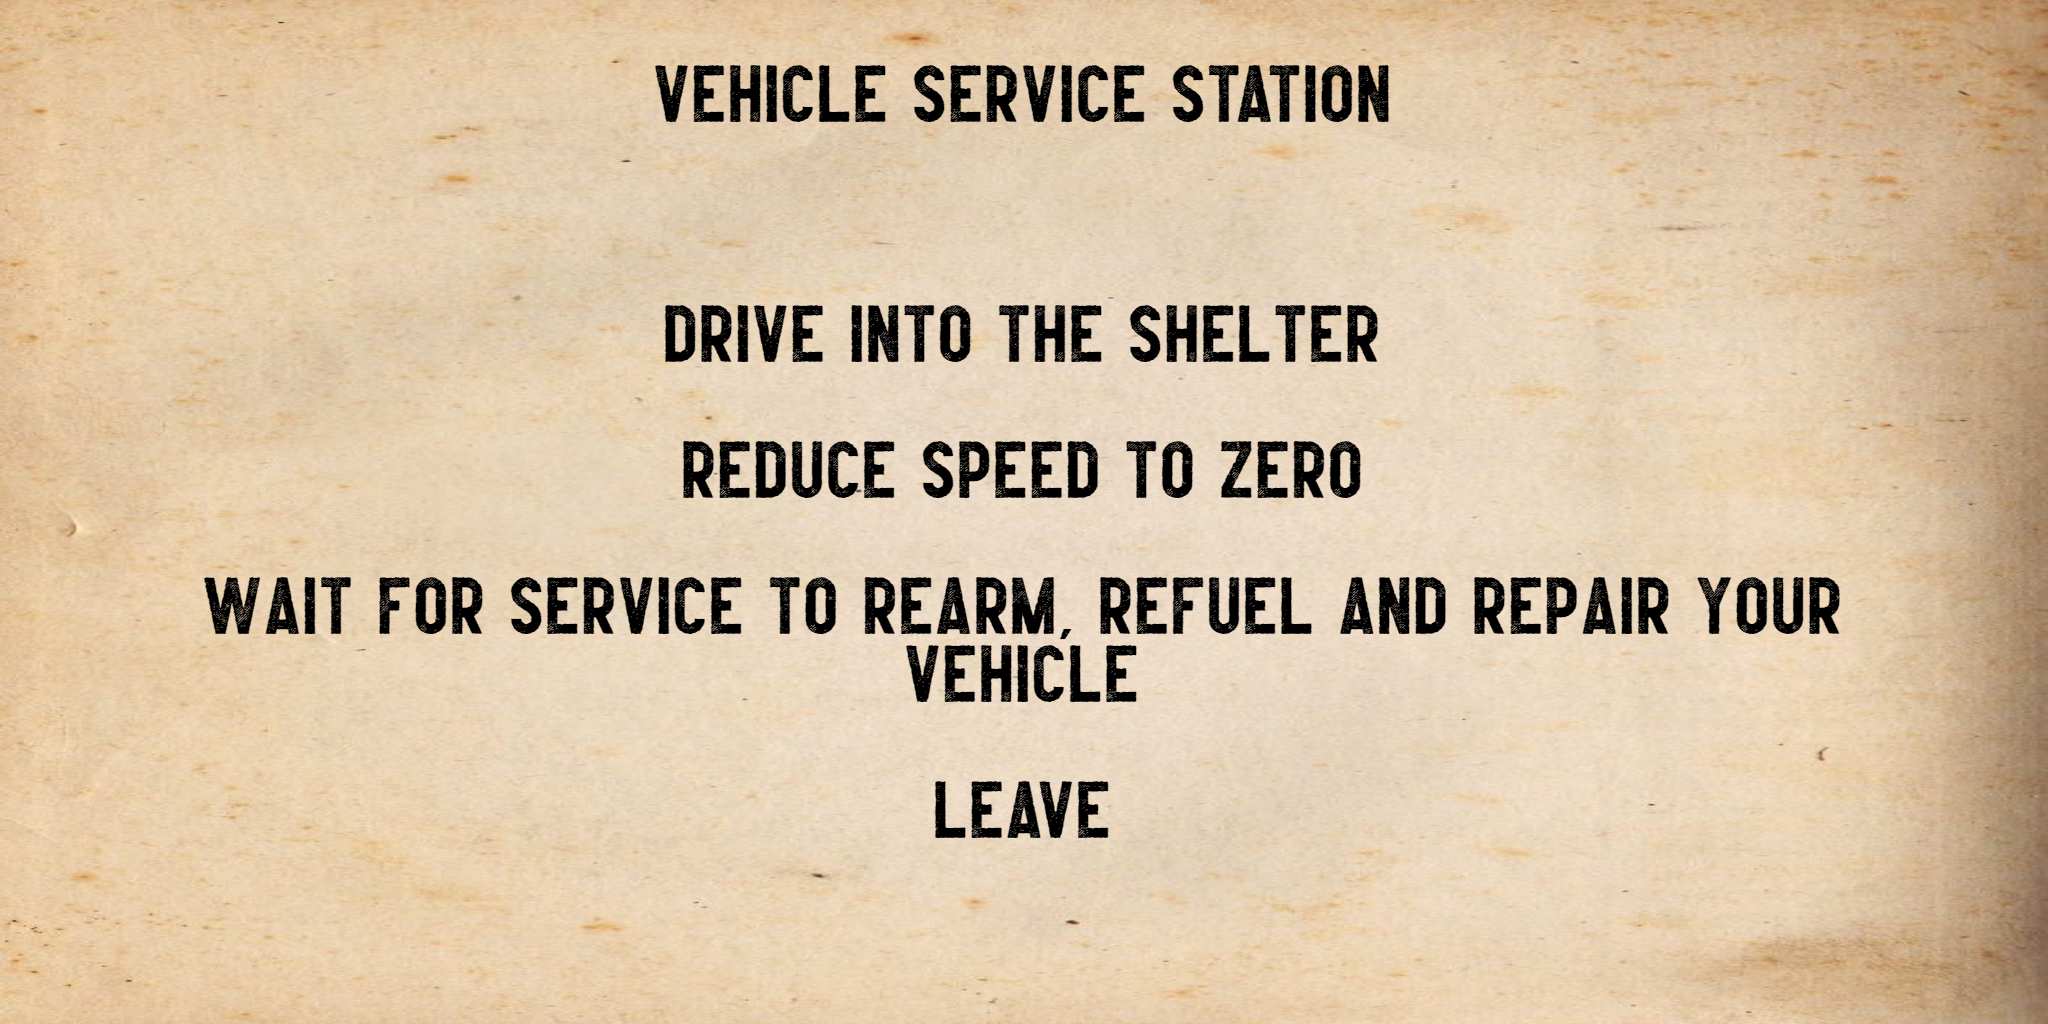 VEHICLE SERVICE STATION
DRIVE INTO THE SHELTER
REDUCE SPEED TO ZERO
WAIT FOR SERVICE TO REARM, REFUEL AND REPAIR YOUR
VEHICLE
LEAVE